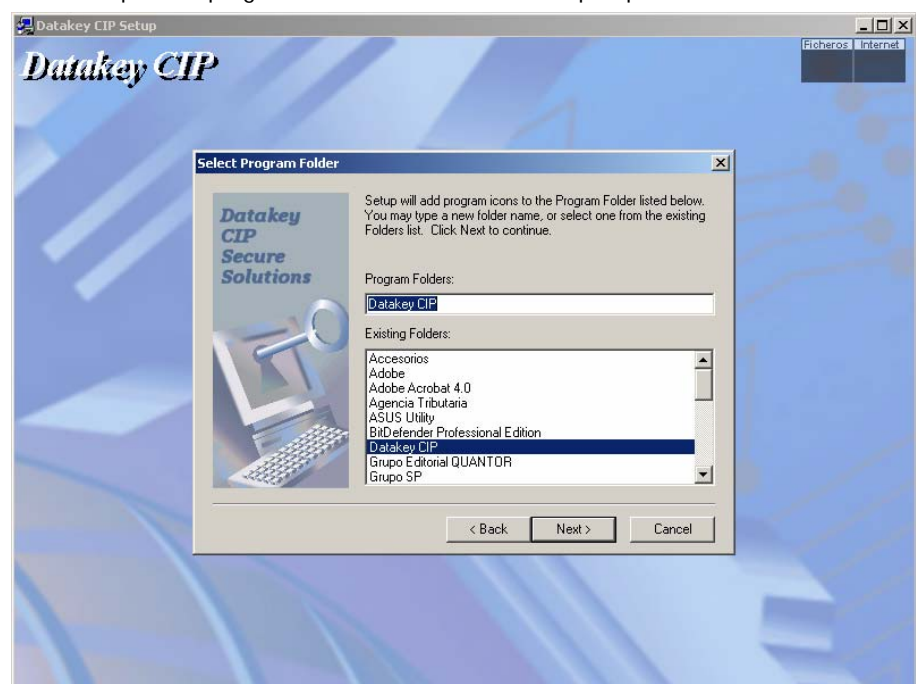 Datakey CIP Setup
Ficheros Internet
Datakey CIP
Select Program Folder
Datakey
CIP
Secure
Solutions
Setup will add program icons to the Program Folder listed below.
You may type a new folder name, or select one from the existing
Folders list. Click Next to continue.
Program Folders:
Datakey CIP
Existing Folders:
Accesorios
Adobe
Adobe Acrobat 4.0
Agencia Tributaria
ASUS Utility
BitDefender Professional Edition
Datakey CIP
Grupo Editorial QUANTOR
Grupo SP
< Back Next > Cancel